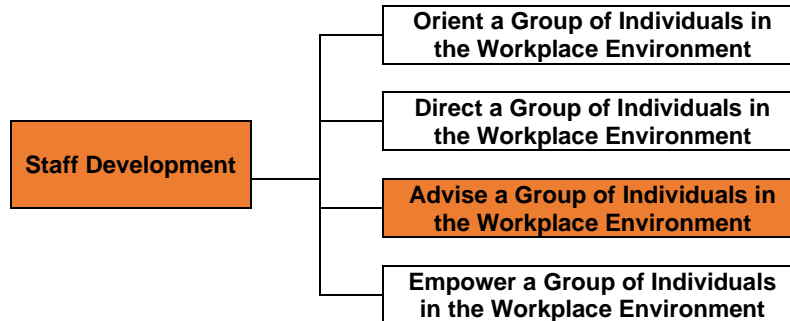 Orient a Group of Individuals in
the Workplace Environment
Direct a Group of Individuals in
the Workplace Environment
Staff Development
Advise a Group of Individuals in
the Workplace Environment
Empower a Group of Individuals
in the Workplace Environment